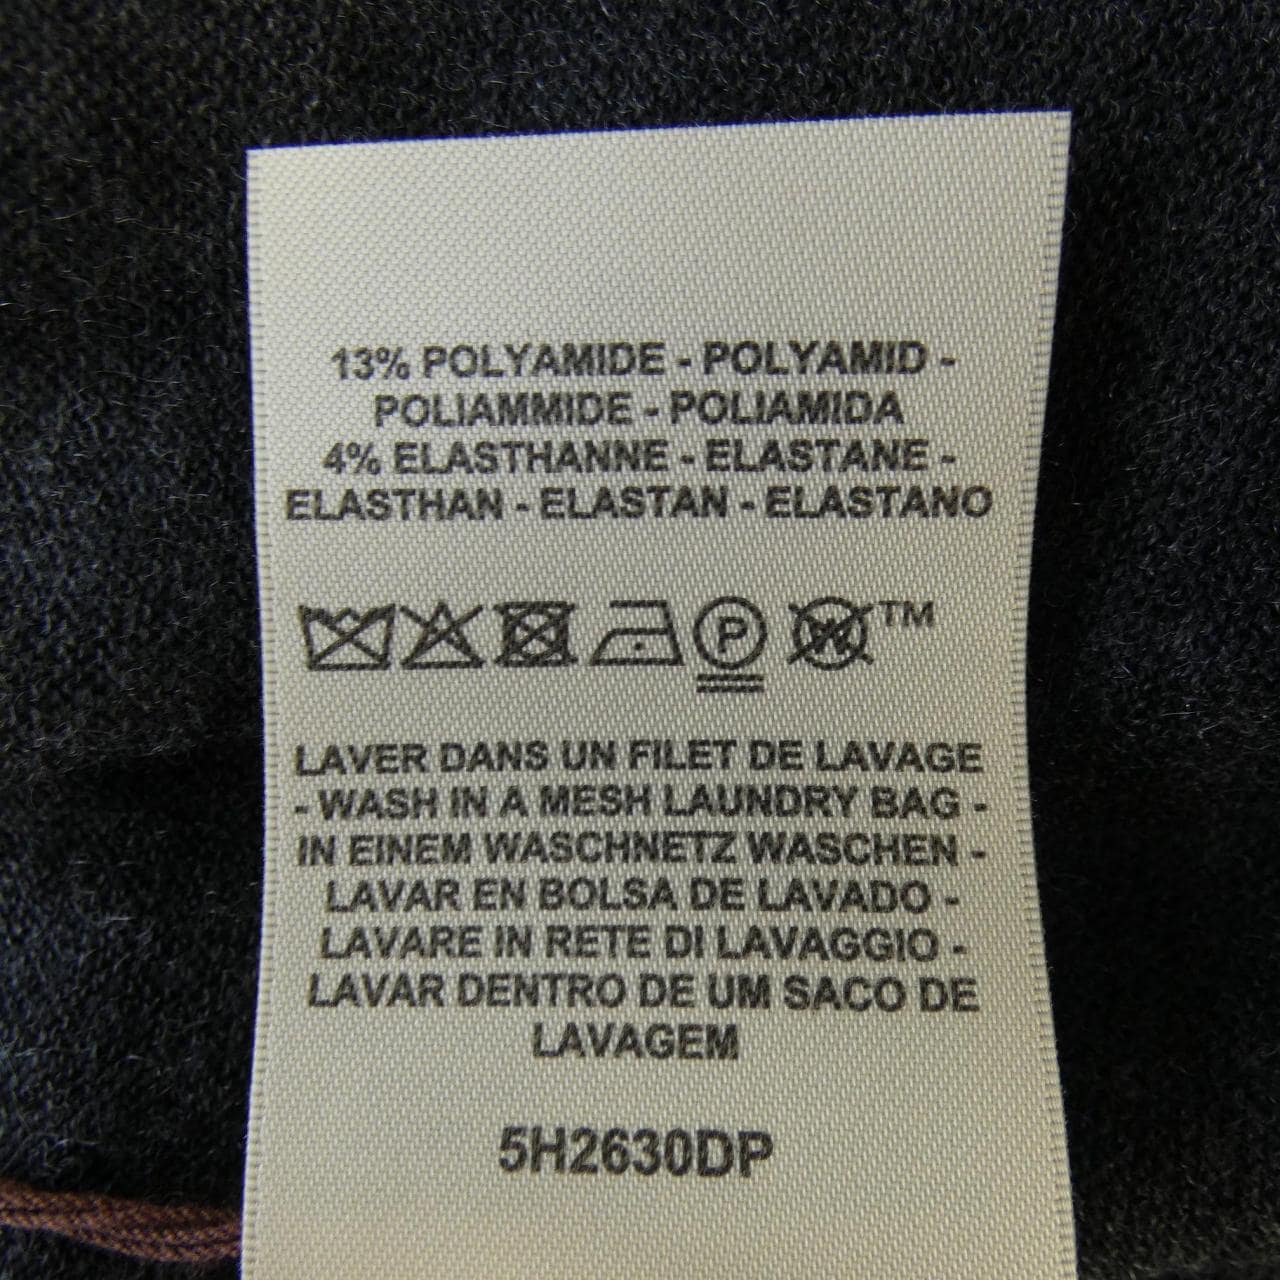 13% POLYAMIDE - POLYAMID -
POLIAMMIDE - POLIAMIDA
4% ELASTHANNE - ELASTANE -
ELASTHAN - ELASTAN - ELASTANO
P W TM
LAVER DANS UN FILET DE LAVAGE
- WASH IN A MESH LAUNDRY BAG -
IN EINEM WASCHNETZ WASCHEN -
LAVAR EN BOLSA DE LAVADO -
LAVARE IN RETE DI LAVAGGIO -
LAVAR DENTRO DE UM SACO DE
LAVAGEM
5H2630DP